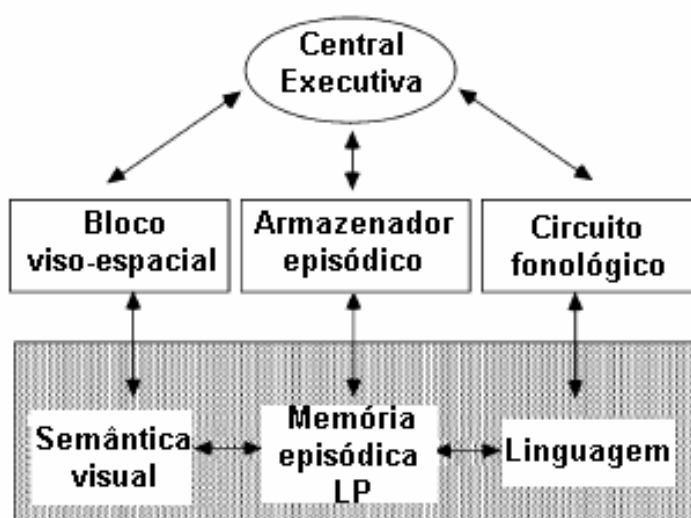 Central
Executiva
Bloco
viso-espacial
Armazenador
episódico
Circuito
fonológico
Semântica
visual
Memória
episódica
LP
Linguagem